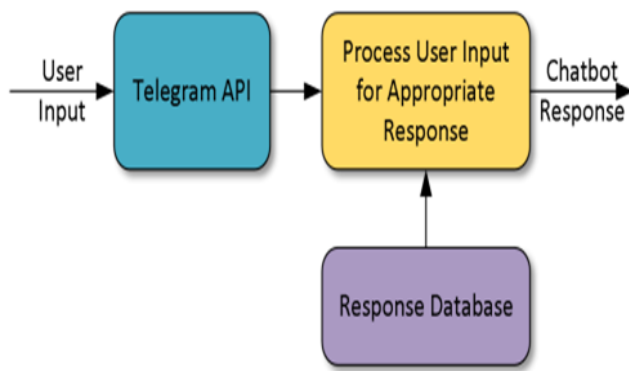 User
Input
Telegram API
Process User Input
for Appropriate
Response
Chatbot
Response
Response Database